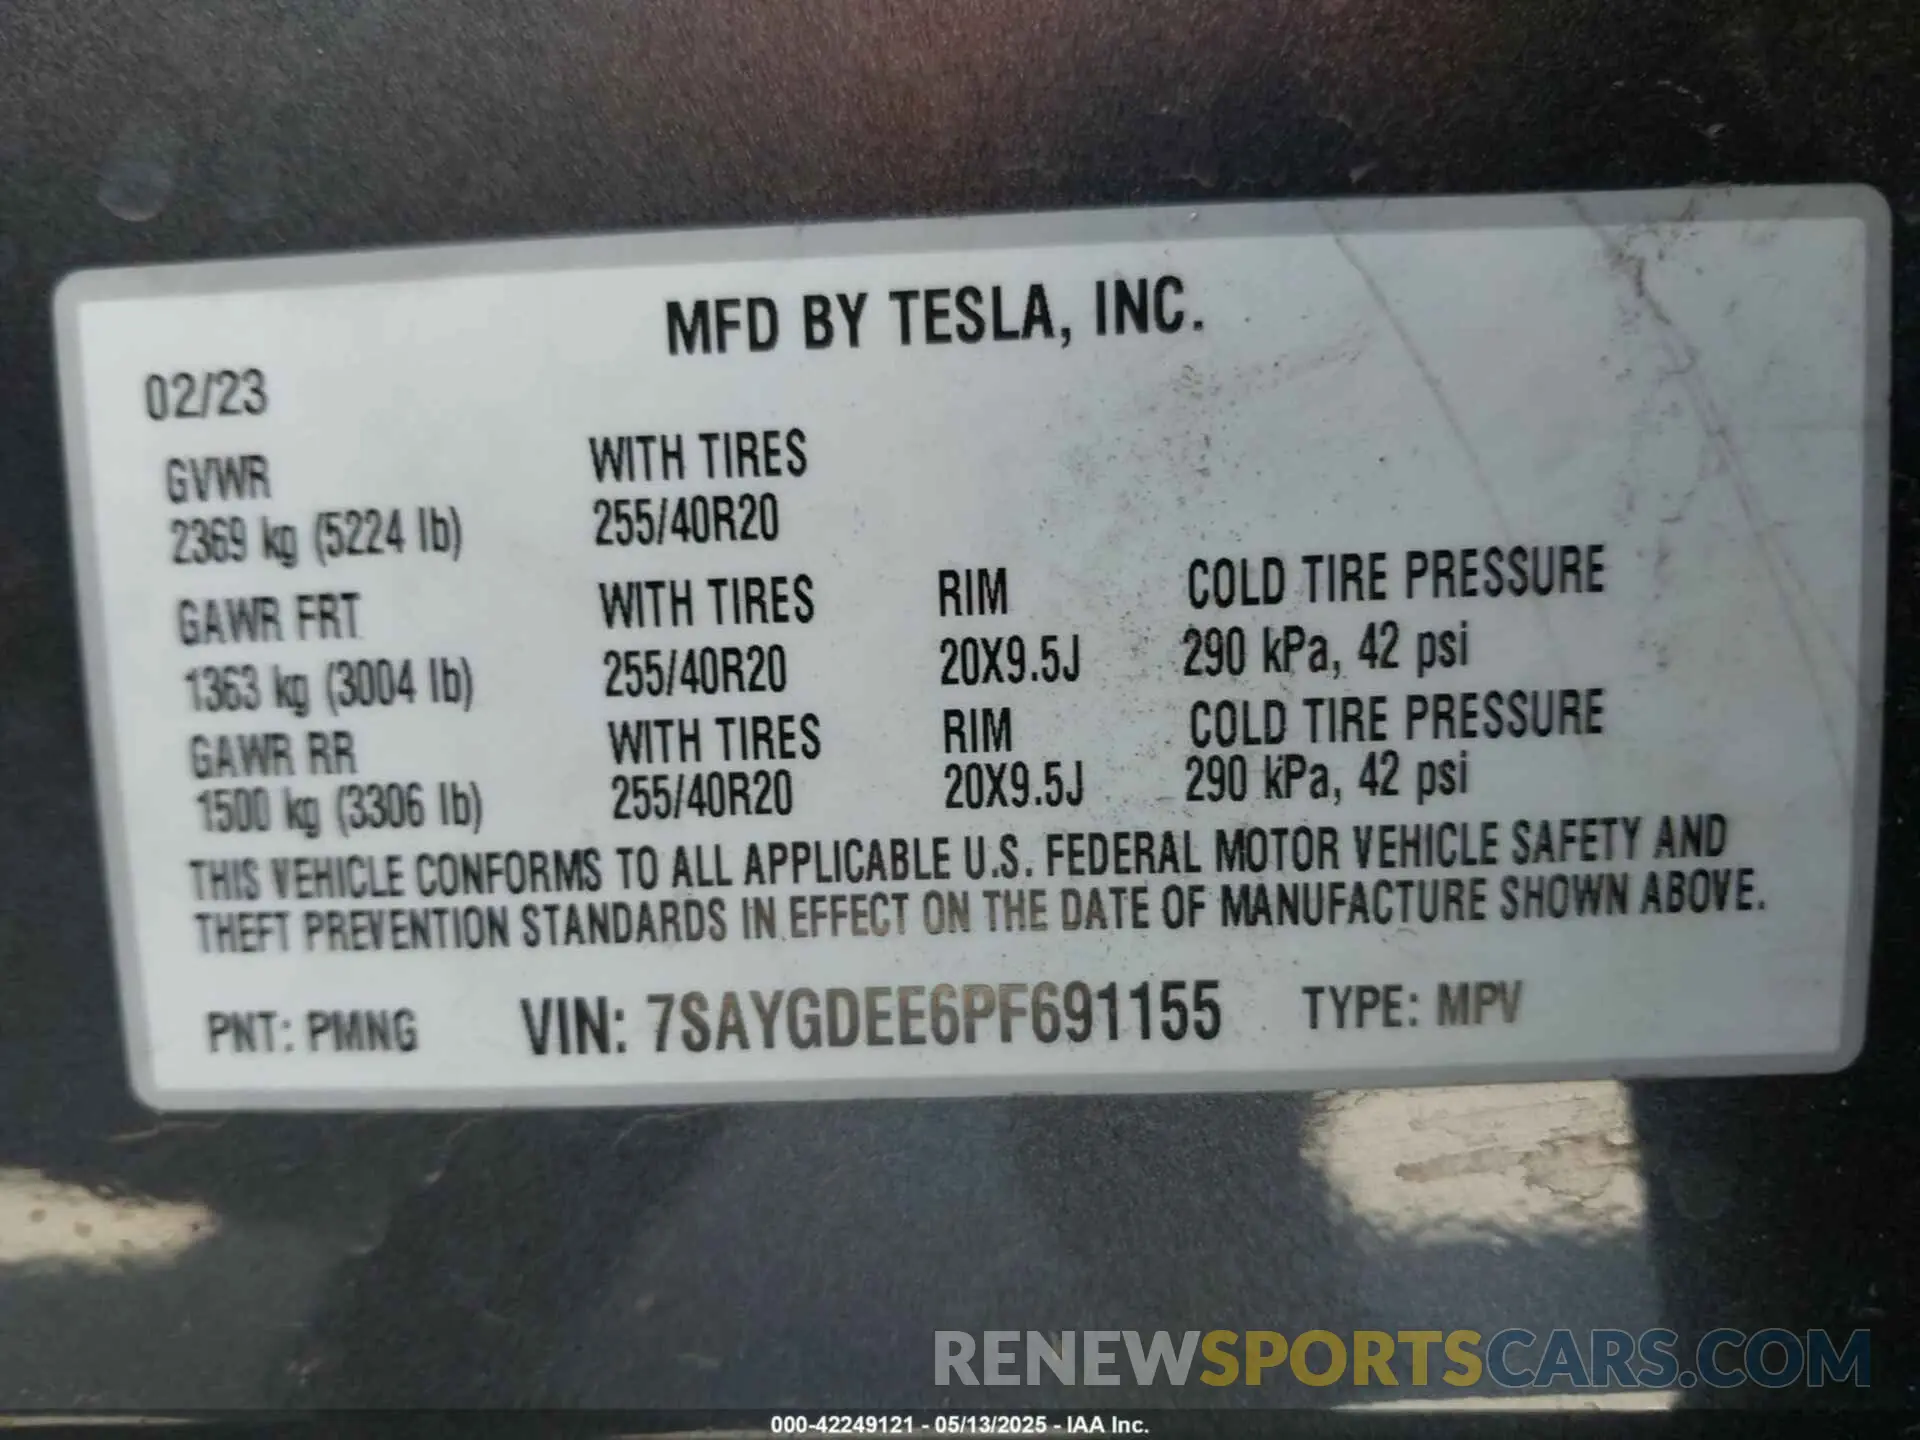 MFD BY TESLA, INC.
02/23
GVWR WITH TIRES
2369 kg (5224 lb) 255/40R20
GAWR FRT WITH TIRES RIM COLD TIRE PRESSURE
1363 kg (3004 lb) 255/40R20 20X9.5J 290 kPa, 42 psi
GAWR RR WITH TIRES RIM COLD TIRE PRESSURE
1500 kg (3306 lb) 255/40R20 20X9.5J 290 kPa, 42 psi
THIS VEHICLE CONFORMS TO ALL APPLICABLE U.S. FEDERAL MOTOR VEHICLE SAFETY AND
THEFT PREVENTION STANDARDS IN EFFECT ON THE DATE OF MANUFACTURE SHOWN ABOVE.
PNT: PMNG VIN: 7SAYGDEE6PF691155 TYPE: MPV
RENEWSPORTSCARS.COM
000-42249121 - 05/13/2025 - IAA Inc.